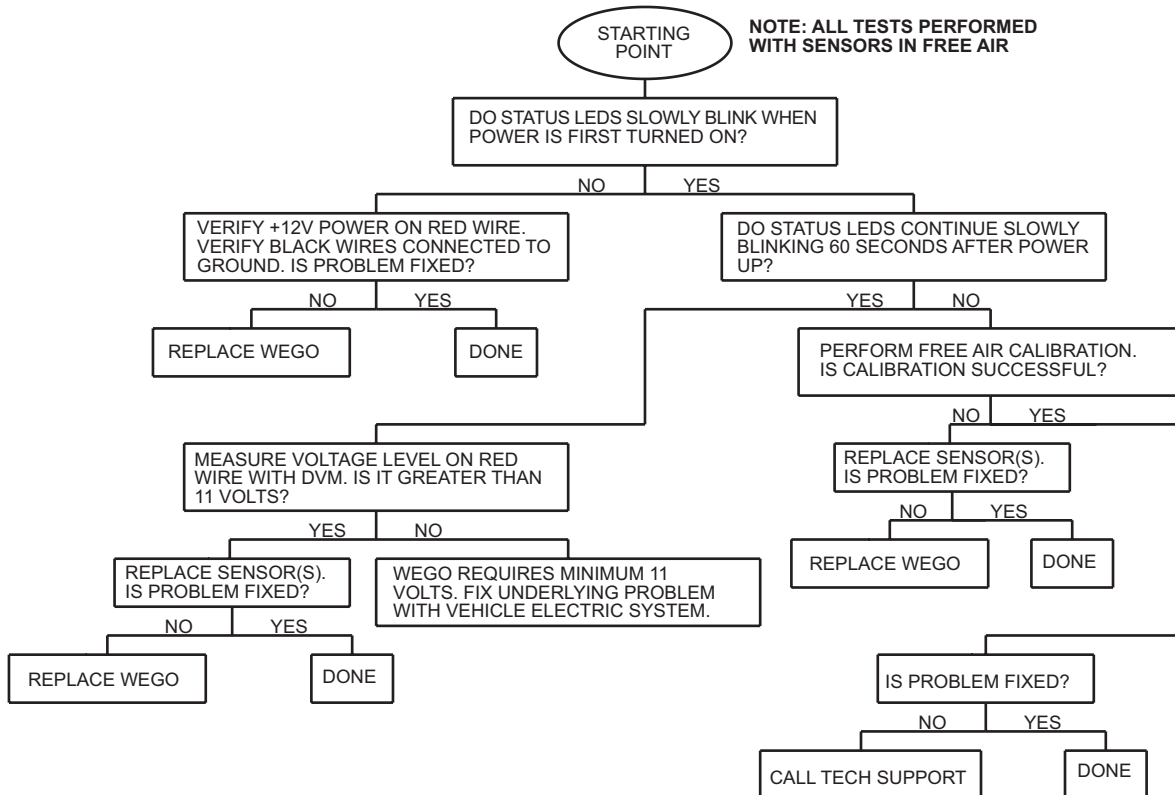 STARTING
POINT
NOTE: ALL TESTS PERFORMED
WITH SENSORS IN FREE AIR
DO STATUS LEDS SLOWLY BLINK WHEN
POWER IS FIRST TURNED ON?
NO
YES
VERIFY +12V POWER ON RED WIRE.
VERIFY BLACK WIRES CONNECTED TO
GROUND. IS PROBLEM FIXED?
DO STATUS LEDS CONTINUE SLOWLY
BLINKING 60 SECONDS AFTER POWER
UP?
NO
YES
YES
NO
REPLACE WEGO
DONE
PERFORM FREE AIR CALIBRATION.
IS CALIBRATION SUCCESSFUL?
NO
YES
MEASURE VOLTAGE LEVEL ON RED
WIRE WITH DVM. IS IT GREATER THAN
11 VOLTS?
REPLACE SENSOR(S).
IS PROBLEM FIXED?
NO
YES
YES
NO
REPLACE WEGO
DONE
REPLACE SENSOR(S).
IS PROBLEM FIXED?
WEGO REQUIRES MINIMUM 11
VOLTS. FIX UNDERLYING PROBLEM
WITH VEHICLE ELECTRIC SYSTEM.
NO
YES
REPLACE WEGO
DONE
IS PROBLEM FIXED?
NO
YES
CALL TECH SUPPORT
DONE